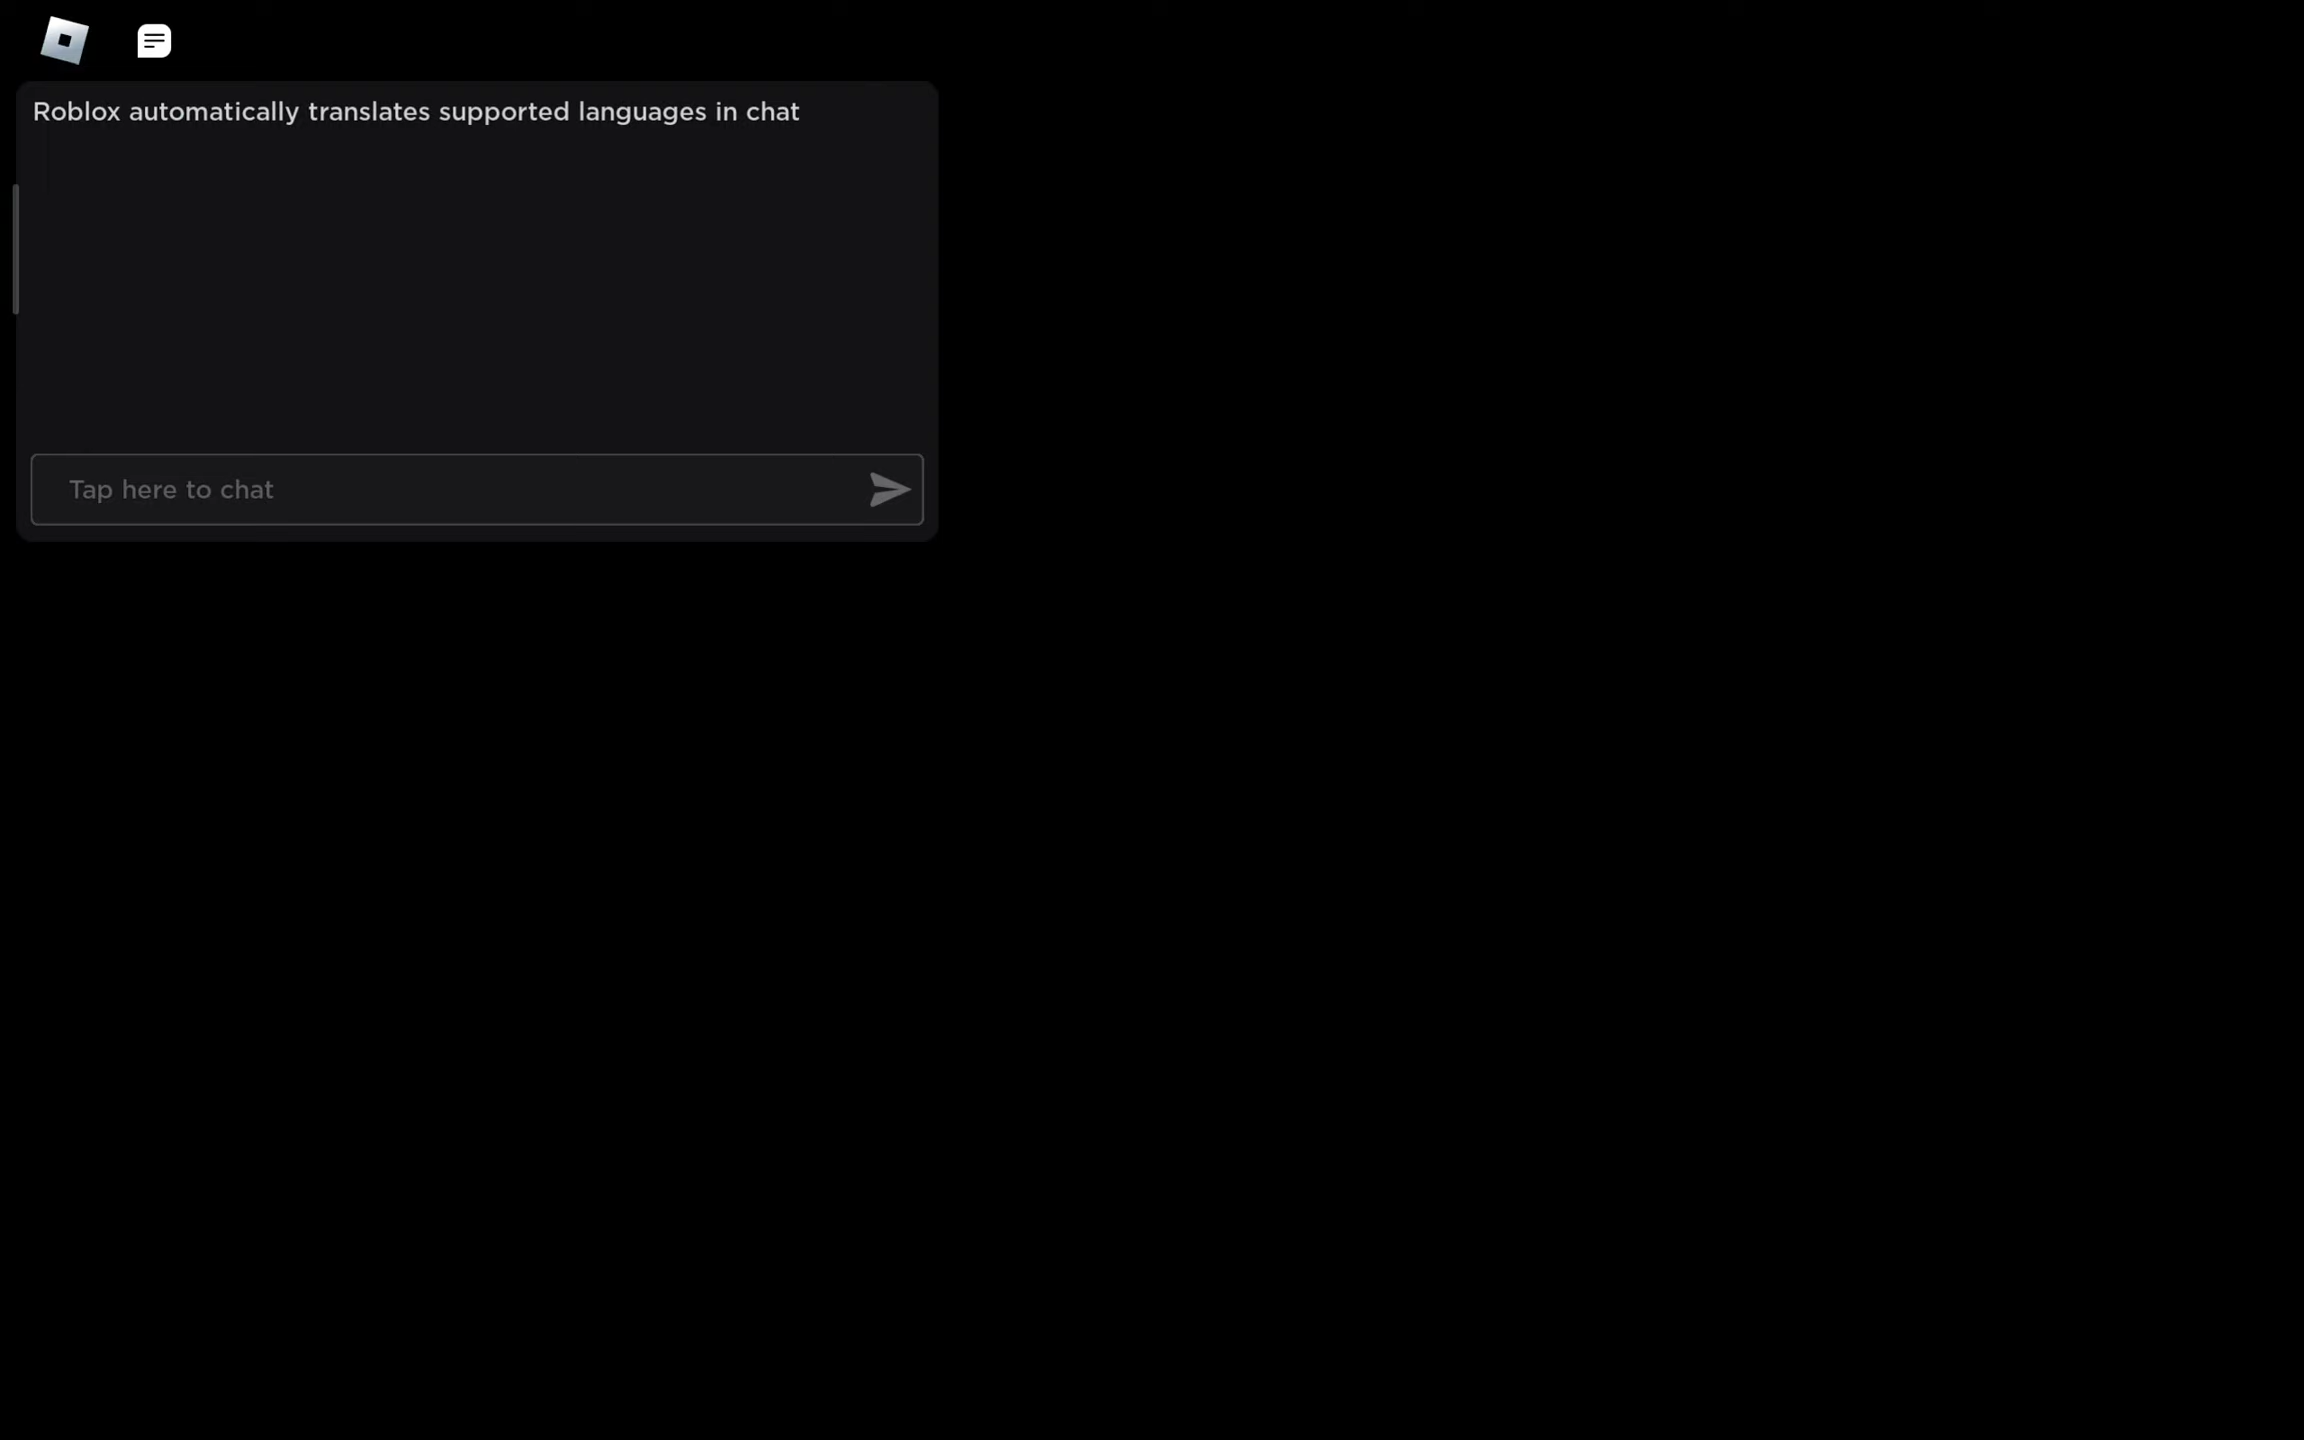 Roblox automatically translates supported languages in chat
Tap here to chat